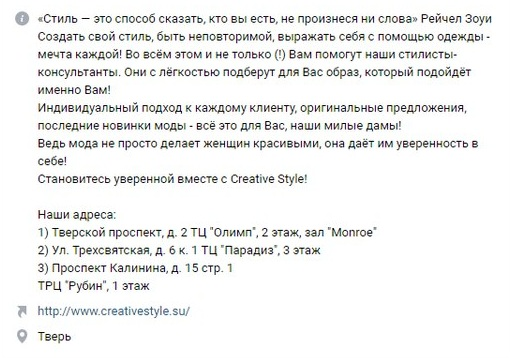 «Стиль — это способ сказать, кто вы есть, не произнеся ни слова» Рейчел Зоуи
Создать свой стиль, быть неповторимой, выражать себя с помощью одежды -
мечта каждой! Во всём этом и не только (!) Вам помогут наши стилисты-
консультанты. Они с лёгкостью подберут для Вас образ, который подойдёт
именно Вам!
Индивидуальный подход к каждому клиенту, оригинальные предложения,
последние новинки моды - всё это для Вас, наши милые дамы!
Ведь мода не просто делает женщин красивыми, она даёт им уверенность в
себе!
Становитесь уверенной вместе с Creative Style!
Наши адреса:
1) Тверской проспект, д. 2 ТЦ "Олимп", 2 этаж, зал "Monroe"
2) Ул. Трехсвятская, д. 6 к. 1 ТЦ "Парадиз", 3 этаж
3) Проспект Калинина, д. 15 стр. 1
ТРЦ "Рубин", 1 этаж
http://www.creativestyle.su/
Тверь